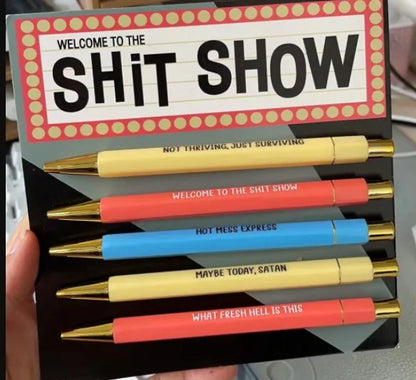 WELCOME TO THE
SHiT SHOW
NOT THRIVING, JUST SURVIVING
WELCOME TO THE SHIT SHOW
HOT MESS EXPRESS
MAYBE TODAY, SATAN
WHAT FRESH HELL IS THIS